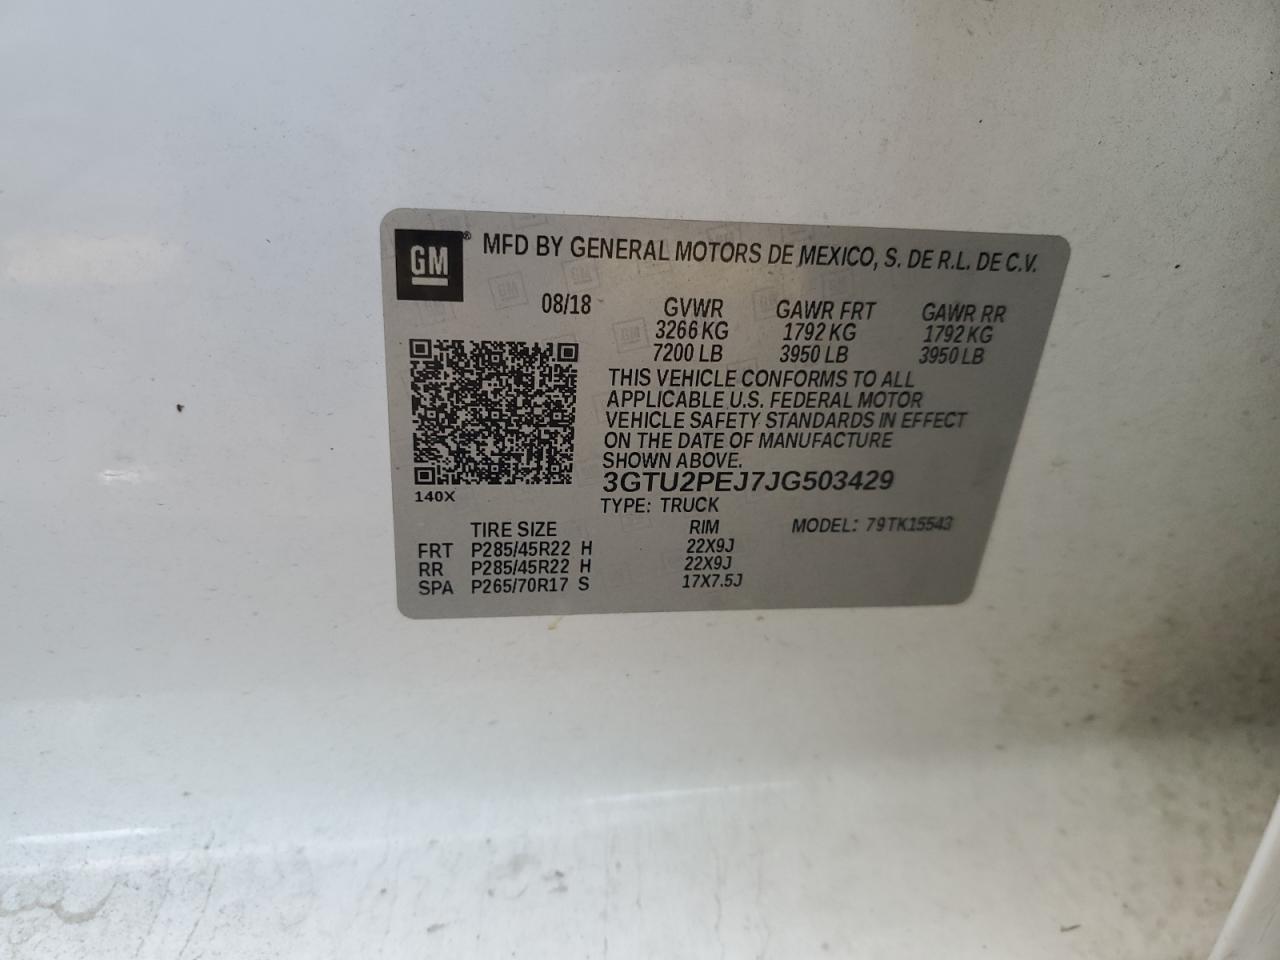 GM® MFD BY GENERAL MOTORS DE MEXICO, S. DE R.L. DE C.V.
08/18 GVWR GAWR FRT GAWR RR
3266 KG 1792 KG 1792 KG
7200 LB 3950 LB 3950 LB
THIS VEHICLE CONFORMS TO ALL
APPLICABLE U.S. FEDERAL MOTOR
VEHICLE SAFETY STANDARDS IN EFFECT
ON THE DATE OF MANUFACTURE
SHOWN ABOVE.
3GTU2PEJ7JG503429
140X
TYPE: TRUCK
TIRE SIZE RIM MODEL: 79TK15543
FRT P285/45R22 H 22X9J
RR P285/45R22 H 22X9J
SPA P265/70R17 S 17X7.5J